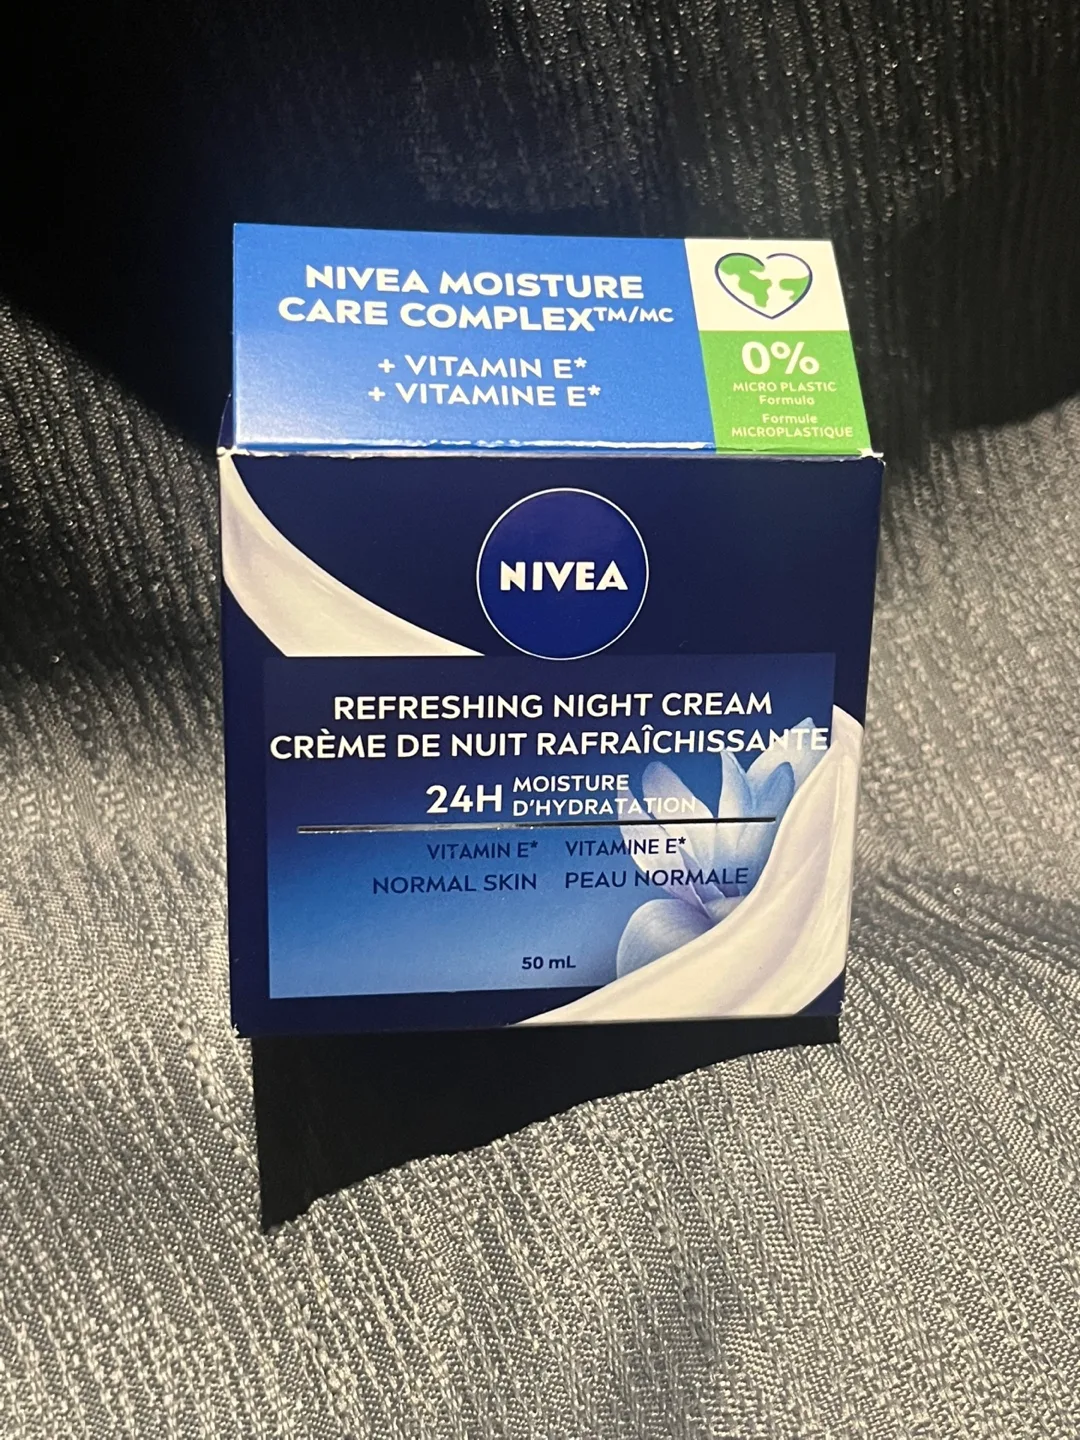 NIVEA MOISTURE
CARE COMPLEX™/MC
+ VITAMIN E*
+ VITAMINE E*
0%
MICRO PLASTIC
Formula
Formule
MICROPLASTIQUE
NIVEA
REFRESHING NIGHT CREAM
CRÈME DE NUIT RAFRAÎCHISSANTE
24H MOISTURE
D'HYDRATATION
VITAMIN E* VITAMINE E*
NORMAL SKIN PEAU NORMALE
50 mL